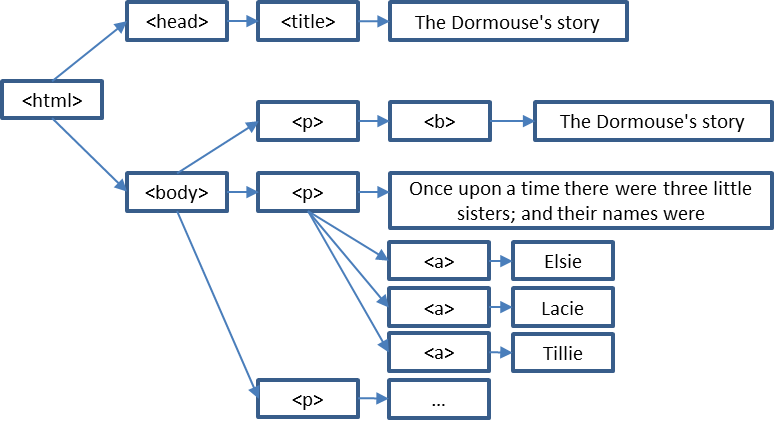 <head>
<title>
The Dormouse's story
<html>
<p>
<b>
The Dormouse's story
<body>
<p>
Once upon a time there were three little
sisters; and their names were
<a>
Elsie
<a>
Lacie
<a>
Tillie
<p>
...